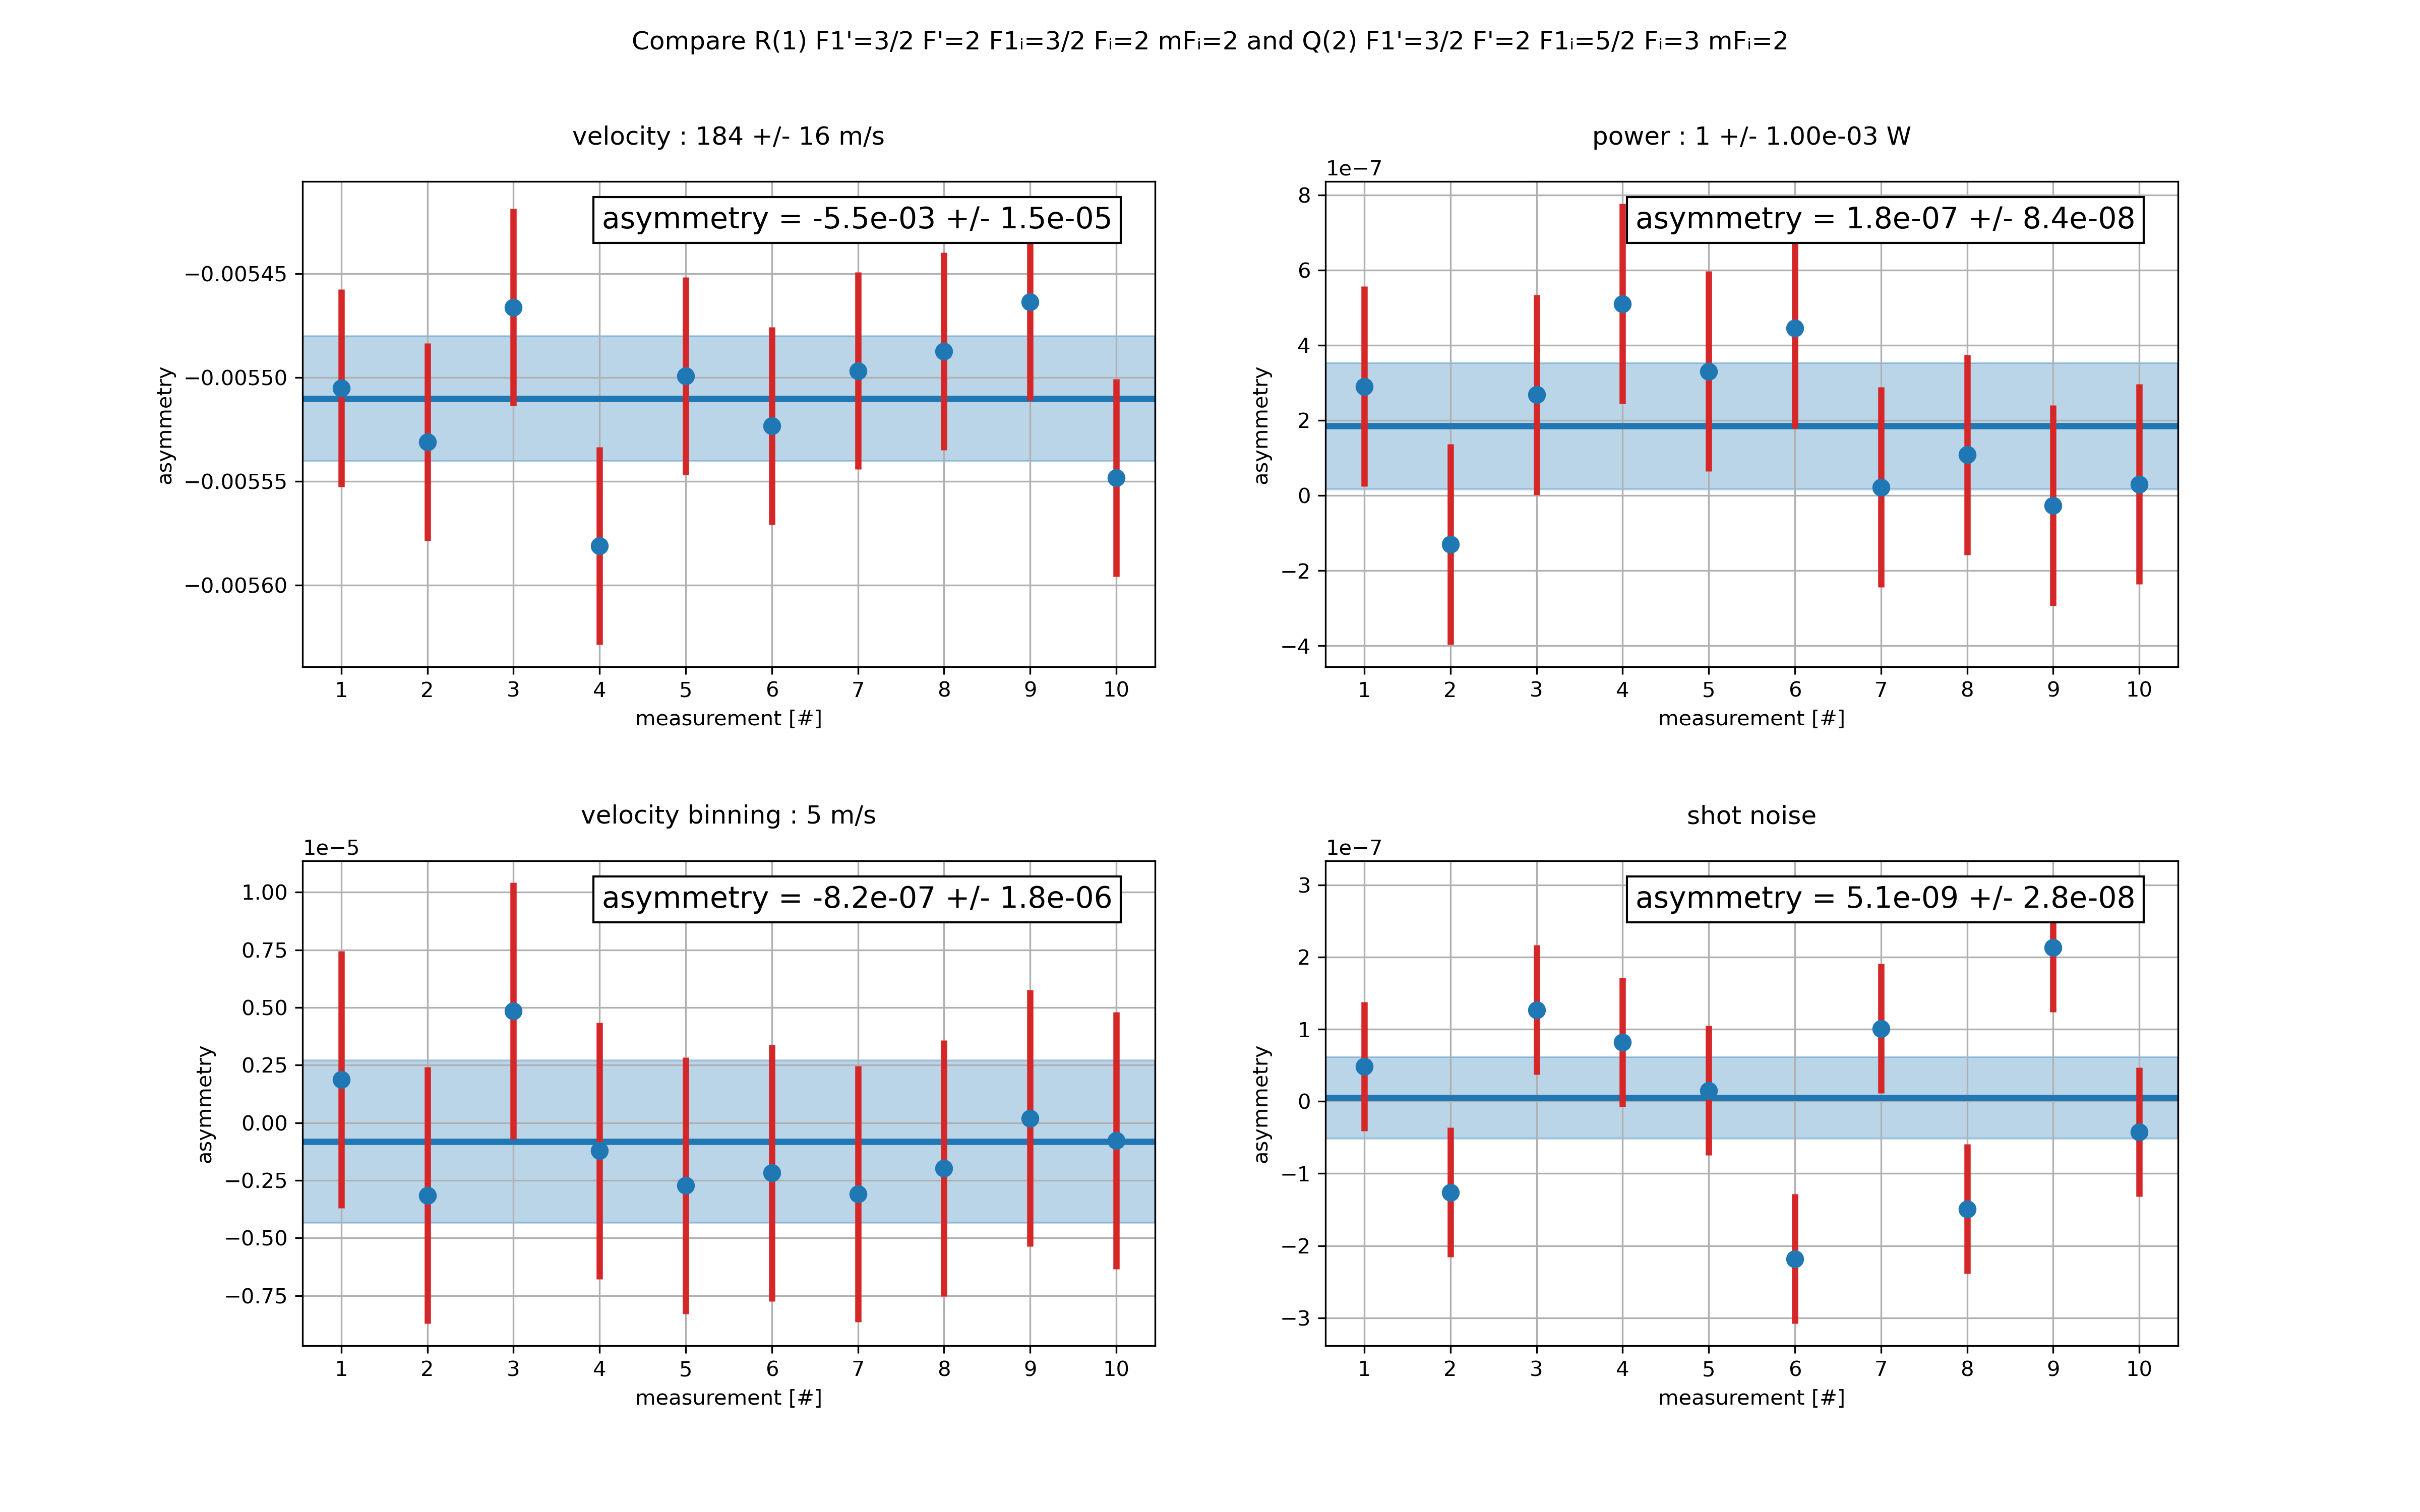 Compare R(1) F1'=3/2 F'=2 F1ᵢ=3/2 Fᵢ=2 mFᵢ=2 and Q(2) F1'=3/2 F'=2 F1ᵢ=5/2 Fᵢ=3 mFᵢ=2
velocity : 184 +/- 16 m/s
asymmetry = -5.5e-03 +/- 1.5e-05
−0.00545
−0.00550
−0.00555
−0.00560
asymmetry
1 2 3 4 5 6 7 8 9 10
measurement [#]
power : 1 +/- 1.00e-03 W
1e−7
asymmetry = 1.8e-07 +/- 8.4e-08
8
6
4
2
0
−2
−4
asymmetry
1 2 3 4 5 6 7 8 9 10
measurement [#]
velocity binning : 5 m/s
1e−5
asymmetry = -8.2e-07 +/- 1.8e-06
1.00
0.75
0.50
0.25
0.00
−0.25
−0.50
−0.75
asymmetry
1 2 3 4 5 6 7 8 9 10
measurement [#]
shot noise
1e−7
asymmetry = 5.1e-09 +/- 2.8e-08
3
2
1
0
−1
−2
−3
asymmetry
1 2 3 4 5 6 7 8 9 10
measurement [#]